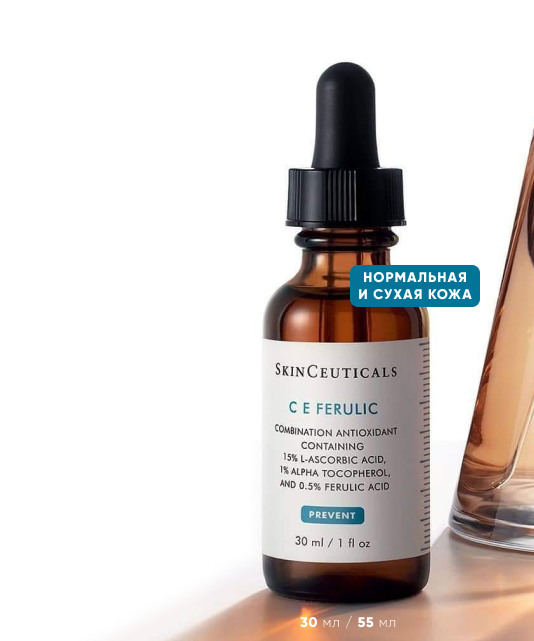 НОРМАЛЬНАЯ
И СУХАЯ КОЖА
SKINCEUTICALS
C E FERULIC
COMBINATION ANTIOXIDANT
CONTAINING
15% L-ASCORBIC ACID,
1% ALPHA TOCOPHEROL,
AND 0.5% FERULIC ACID
PREVENT
30 ml / 1 fl oz
30 мл / 55 мл